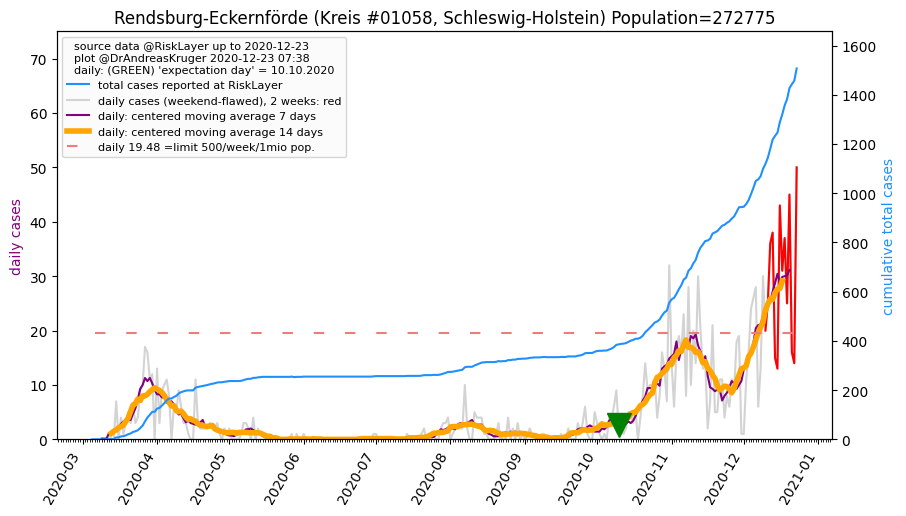 Rendsburg-Eckernförde (Kreis #01058, Schleswig-Holstein) Population=272775
source data @RiskLayer up to 2020-12-23
plot @DrAndreasKruger 2020-12-23 07:38
daily: (GREEN) 'expectation day' = 10.10.2020
total cases reported at RiskLayer
daily cases (weekend-flawed), 2 weeks: red
daily: centered moving average 7 days
daily: centered moving average 14 days
daily 19.48 =limit 500/week/1mio pop.
daily cases
70
60
50
40
30
20
10
0
cumulative total cases
1600
1400
1200
1000
800
600
400
200
0
2020-03
2020-04
2020-05
2020-06
2020-07
2020-08
2020-09
2020-10
2020-11
2020-12
2021-01